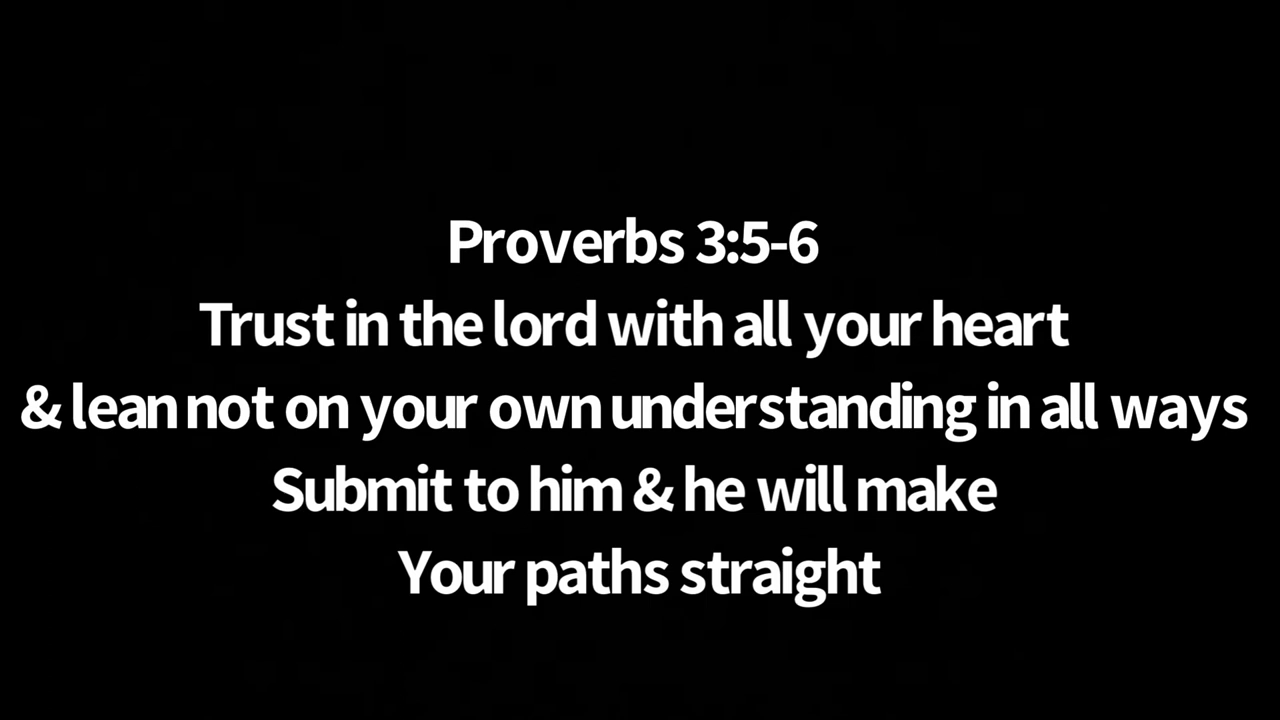 Proverbs 3:5-6
Trust in the lord with all your heart
& lean not on your own understanding in all ways
Submit to him & he will make
Your paths straight